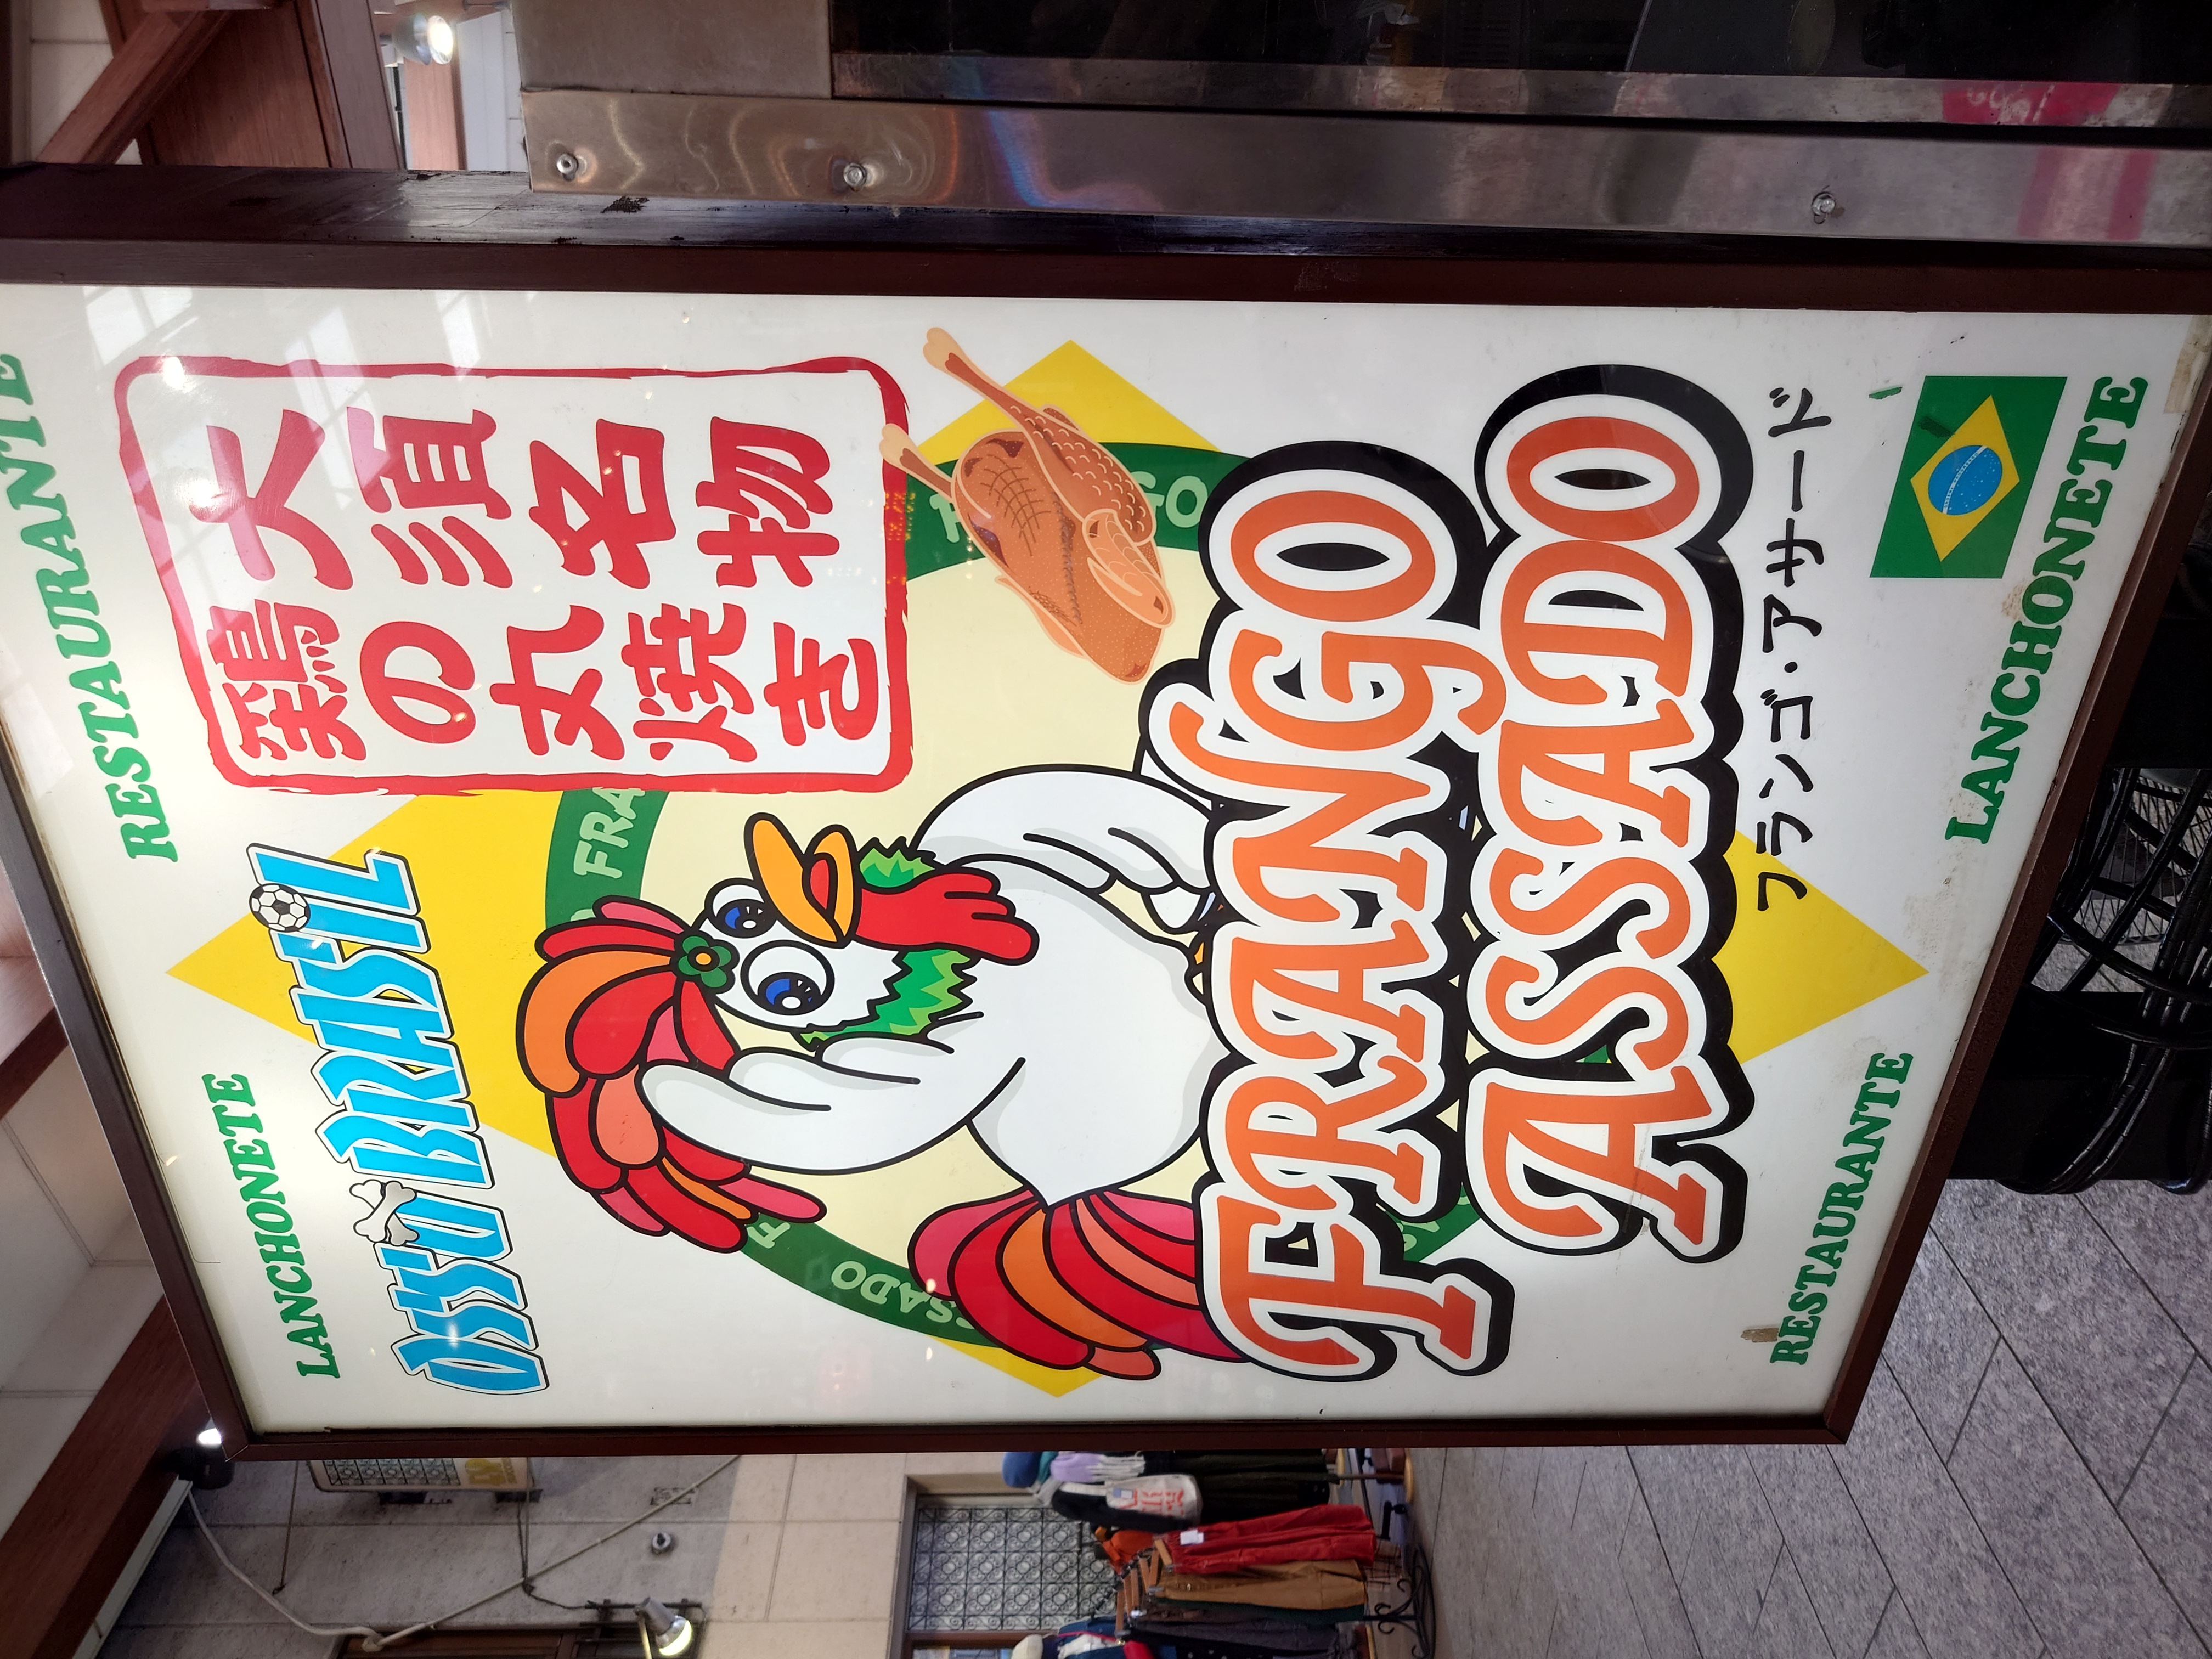 LANCHONETE
RESTAURANTE
OSSO BRASIL
大須名物
鶏の丸焼き
FRANGO
ASSADO
フランゴ・アサード
RESTAURANTE
LANCHONETE